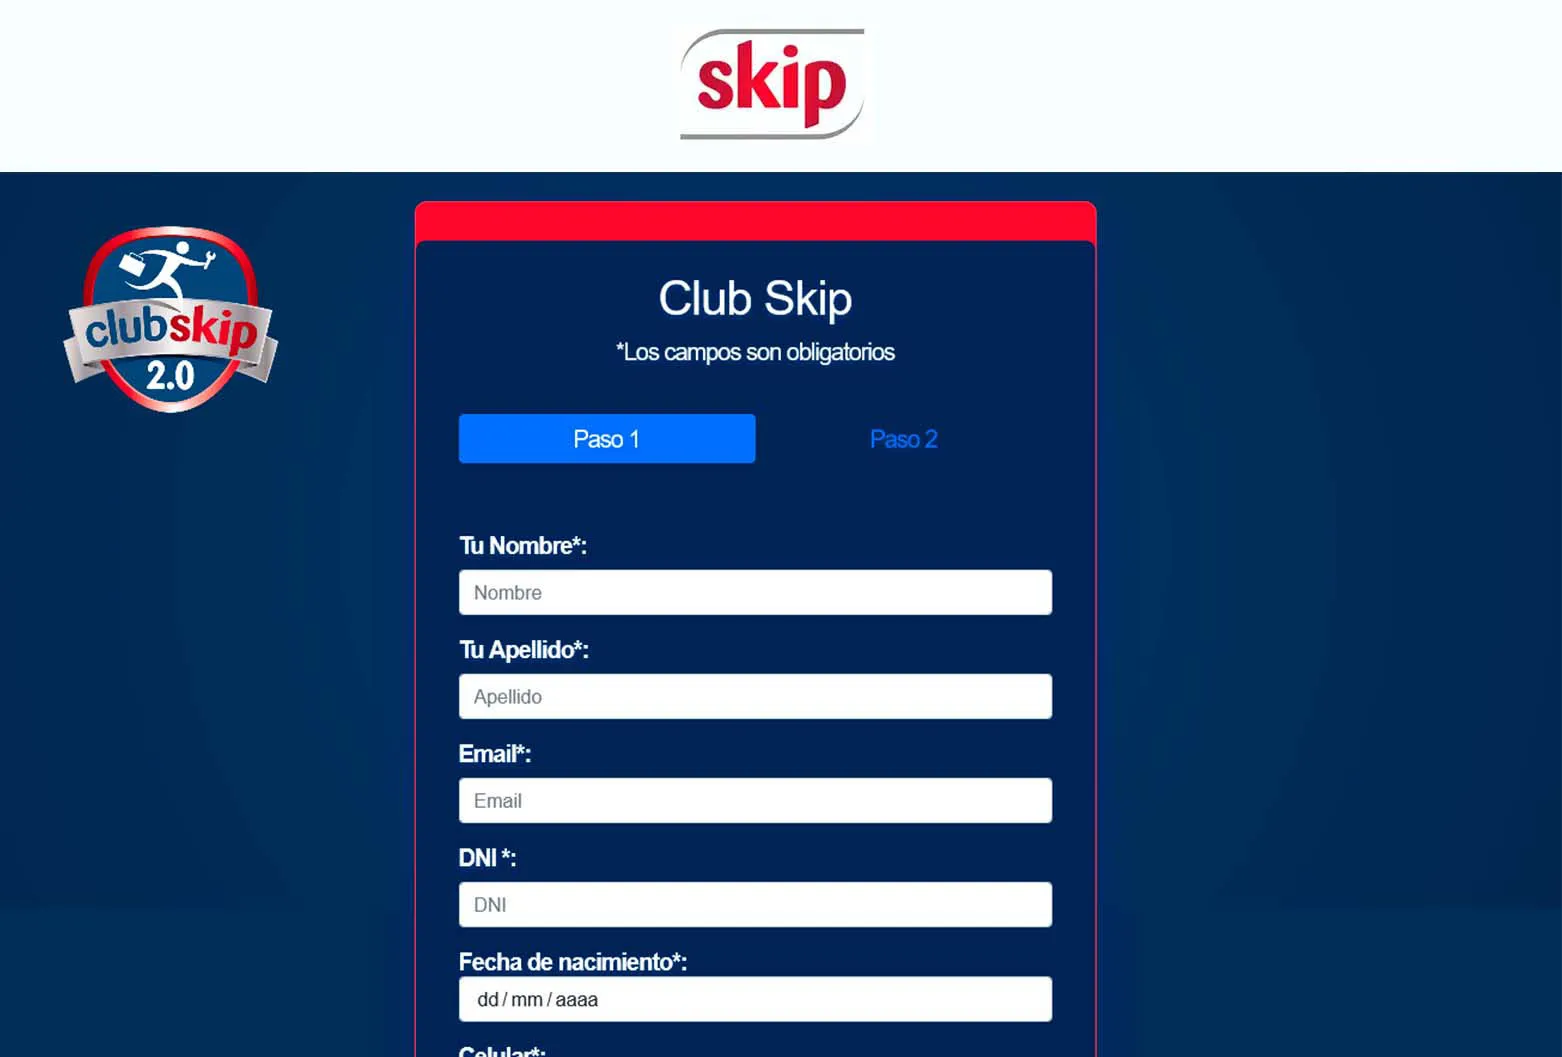 skip
clubskip
2.0
Club Skip
*Los campos son obligatorios
Paso 1
Paso 2
Tu Nombre*:
Nombre
Tu Apellido*:
Apellido
Email*:
Email
DNI *:
DNI
Fecha de nacimiento*:
dd/mm/aaaa
Celular*: